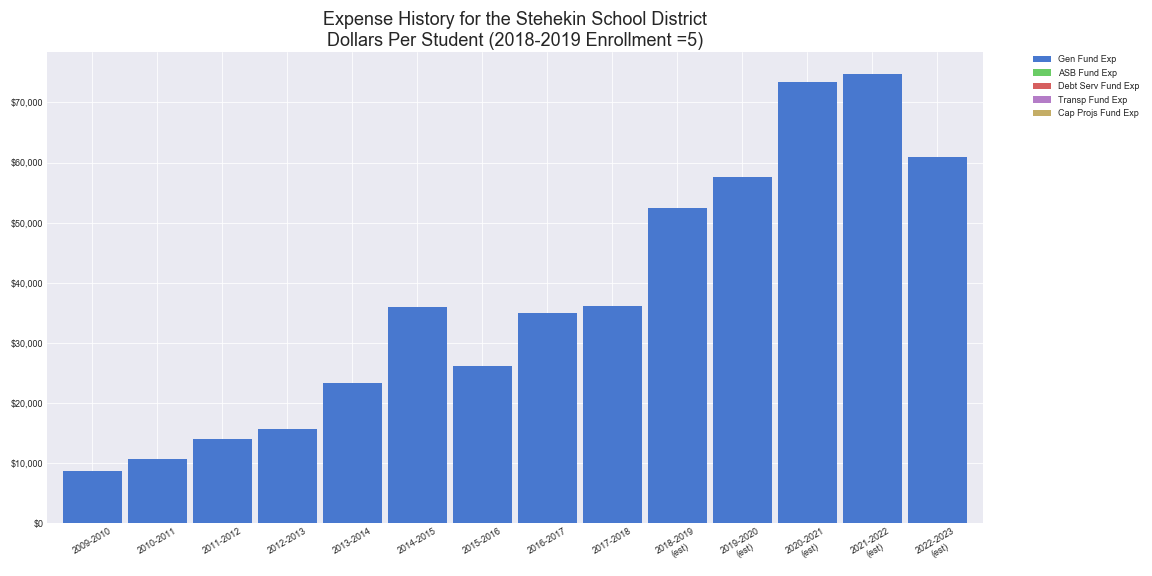 Expense History for the Stehekin School District
Dollars Per Student (2018-2019 Enrollment =5)
Gen Fund Exp
ASB Fund Exp
Debt Serv Fund Exp
Transp Fund Exp
Cap Projs Fund Exp
$70,000
$60,000
$50,000
$40,000
$30,000
$20,000
$10,000
$0
2009-2010
2010-2011
2011-2012
2012-2013
2013-2014
2014-2015
2015-2016
2016-2017
2017-2018
2018-2019
(est)
2019-2020
(est)
2020-2021
(est)
2021-2022
(est)
2022-2023
(est)